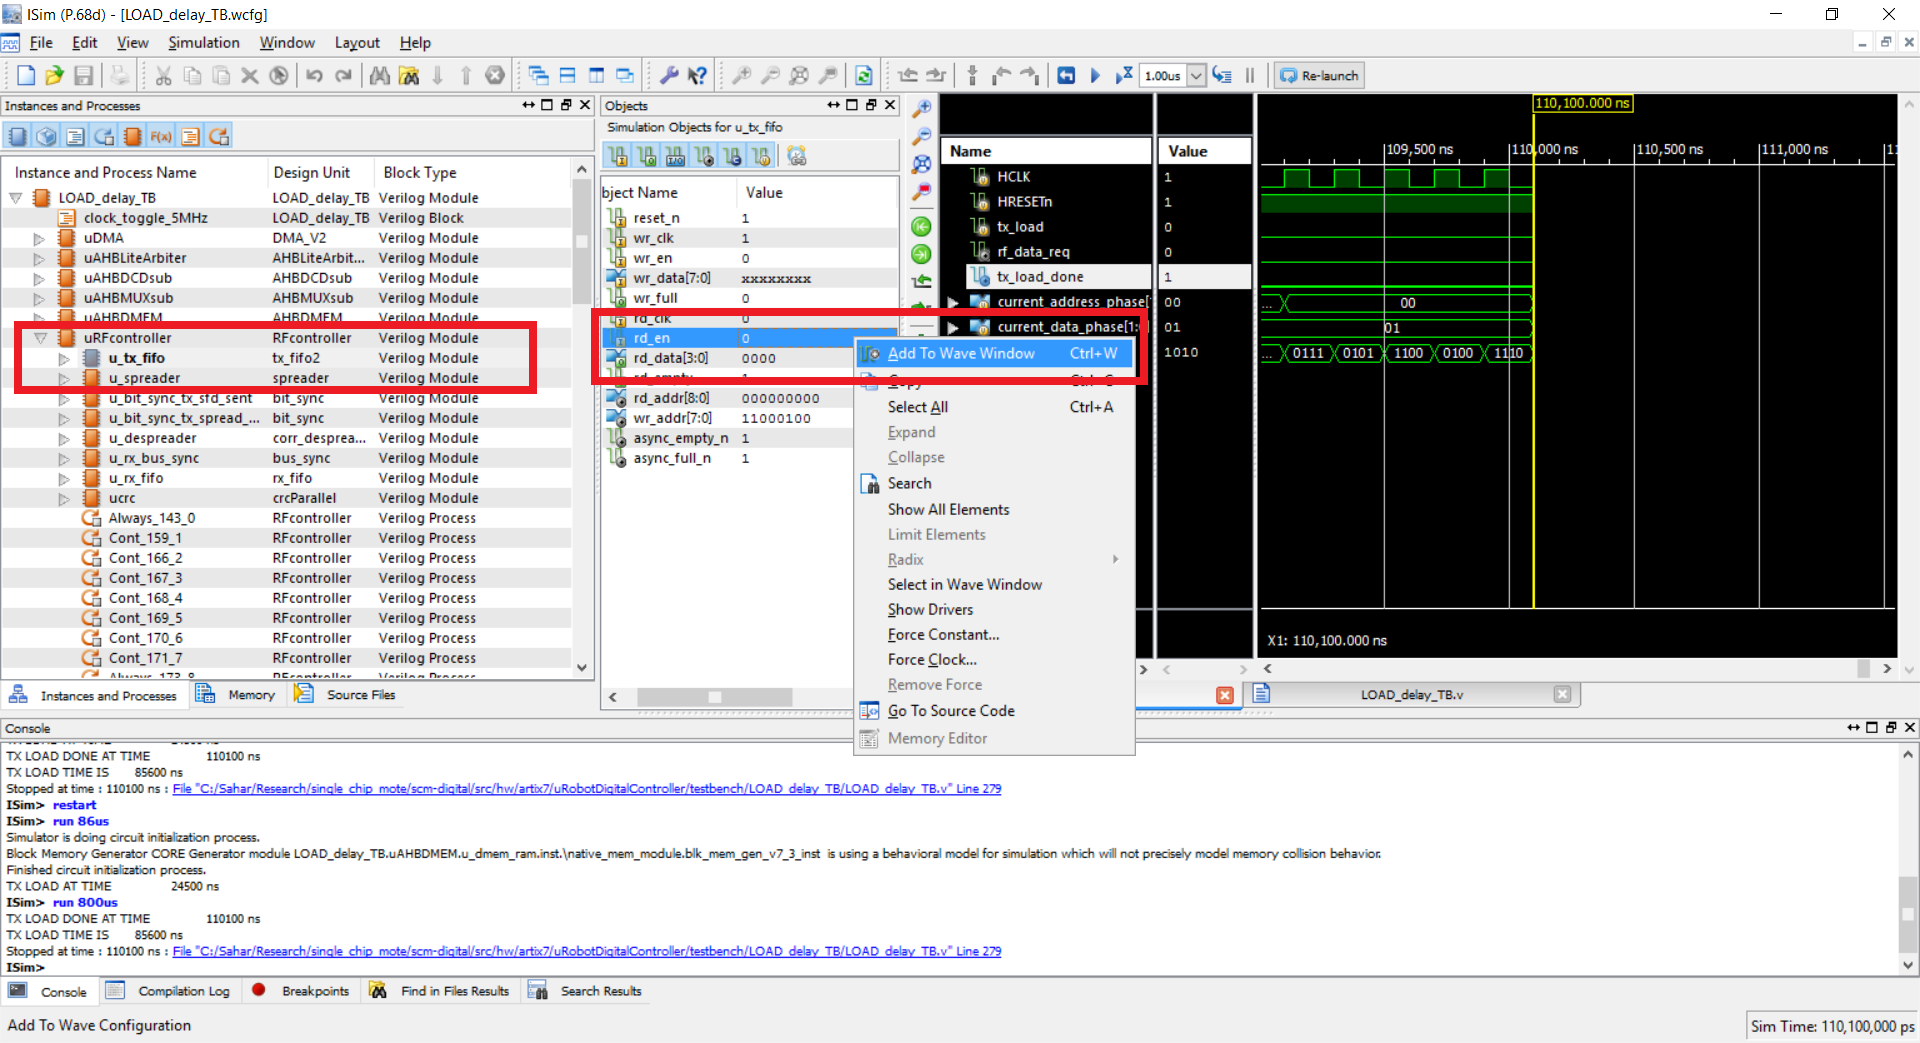 ISim (P.68d) - [LOAD_delay_TB.wcfg]
File Edit View Simulation Window Layout Help
1.00us Re-launch
Instances and Processes
Instance and Process Name Design Unit Block Type
LOAD_delay_TB LOAD_delay_TB Verilog Module
clock_toggle_5MHz LOAD_delay_TB Verilog Block
uDMA DMA_V2 Verilog Module
uAHBLiteArbiter AHBLiteArbit... Verilog Module
uAHBDCDsub AHBDCDsub Verilog Module
uAHBMUXsub AHBMUXsub Verilog Module
uAHBDMEM AHBDMEM Verilog Module
uRFcontroller RFcontroller Verilog Module
u_tx_fifo tx_fifo2 Verilog Module
u_spreader spreader Verilog Module
u_bit_sync_tx_sfd_sent bit_sync Verilog Module
u_bit_sync_tx_spread_... bit_sync Verilog Module
u_despreader corr_desprea... Verilog Module
u_rx_bus_sync bus_sync Verilog Module
u_rx_fifo rx_fifo Verilog Module
ucrc crcParallel Verilog Module
Always_143_0 RFcontroller Verilog Process
Cont_159_1 RFcontroller Verilog Process
Cont_166_2 RFcontroller Verilog Process
Cont_167_3 RFcontroller Verilog Process
Cont_168_4 RFcontroller Verilog Process
Cont_169_5 RFcontroller Verilog Process
Cont_170_6 RFcontroller Verilog Process
Cont_171_7 RFcontroller Verilog Process
Always_173_8 RFcontroller Verilog Process
Instances and Processes Memory Source Files
Objects
Simulation Objects for u_tx_fifo
bject Name Value
reset_n 1
wr_clk 1
wr_en 0
wr_data[7:0] xxxxxxxx
wr_full 0
rd_clk 0
rd_en 0
rd_data[3:0] 0000
rd_empty 1
rd_addr[8:0] 000000000
wr_addr[7:0] 11000100
async_empty_n 1
async_full_n 1
Add To Wave Window Ctrl+W
Copy Ctrl+C
Select All Ctrl+A
Expand
Collapse
Search
Show All Elements
Limit Elements
Radix
Select in Wave Window
Show Drivers
Force Constant...
Force Clock...
Remove Force
Go To Source Code
Memory Editor
Name Value
HCLK 1
HRESETn 1
tx_load 0
rf_data_req 0
tx_load_done 1
current_address_phase[ 00
current_data_phase[1:0 01
1010
110,100.000 ns
109,500 ns 110,000 ns 110,500 ns 111,000 ns 11
... 00
01
... 0111 0101 1100 0100 1110
X1: 110,100.000 ns
LOAD_delay_TB.v
Console
TX LOAD DONE AT TIME 110100 ns
TX LOAD TIME IS 85600 ns
Stopped at time : 110100 ns : File "C:/Sahar/Research/single_chip_mote/scm-digital/src/hw/artix7/uRobotDigitalController/testbench/LOAD_delay_TB/LOAD_delay_TB.v" Line 279
ISim> restart
ISim> run 86us
Simulator is doing circuit initialization process.
Block Memory Generator CORE Generator module LOAD_delay_TB.uAHBDMEM.u_dmem_ram.inst.\native_mem_module.blk_mem_gen_v7_3_inst is using a behavioral model for simulation which will not precisely model memory collision behavior.
Finished circuit initialization process.
TX LOAD AT TIME 24500 ns
ISim> run 800us
TX LOAD DONE AT TIME 110100 ns
TX LOAD TIME IS 85600 ns
Stopped at time : 110100 ns : File "C:/Sahar/Research/single_chip_mote/scm-digital/src/hw/artix7/uRobotDigitalController/testbench/LOAD_delay_TB/LOAD_delay_TB.v" Line 279
ISim>
Console Compilation Log Breakpoints Find in Files Results Search Results
Add To Wave Configuration
Sim Time: 110,100,000 ps